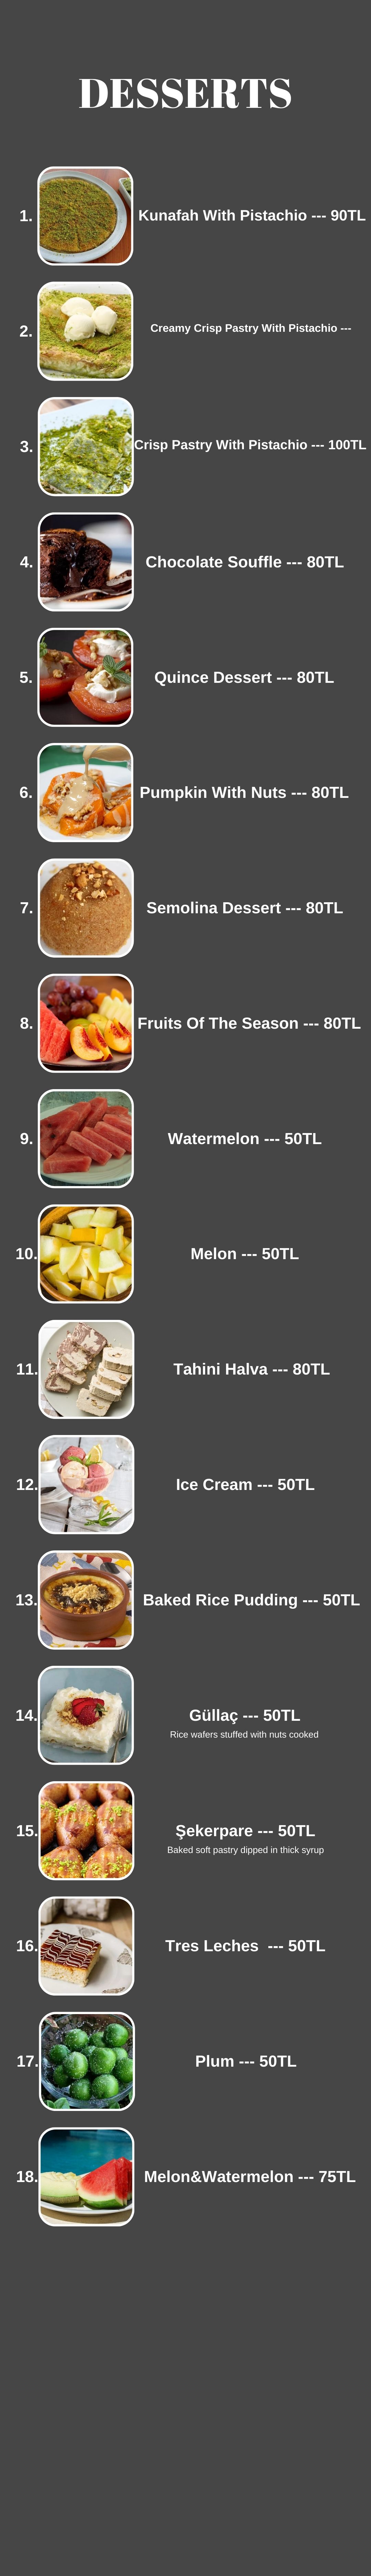 DESSERTS
1. Kunafah With Pistachio --- 90TL
2. Creamy Crisp Pastry With Pistachio ---
3. Crisp Pastry With Pistachio --- 100TL
4. Chocolate Souffle --- 80TL
5. Quince Dessert --- 80TL
6. Pumpkin With Nuts --- 80TL
7. Semolina Dessert --- 80TL
8. Fruits Of The Season --- 80TL
9. Watermelon --- 50TL
10. Melon --- 50TL
11. Tahini Halva --- 80TL
12. Ice Cream --- 50TL
13. Baked Rice Pudding --- 50TL
14. Güllaç --- 50TL
Rice wafers stuffed with nuts cooked
15. Şekerpare --- 50TL
Baked soft pastry dipped in thick syrup
16. Tres Leches  --- 50TL
17. Plum --- 50TL
18. Melon&Watermelon --- 75TL